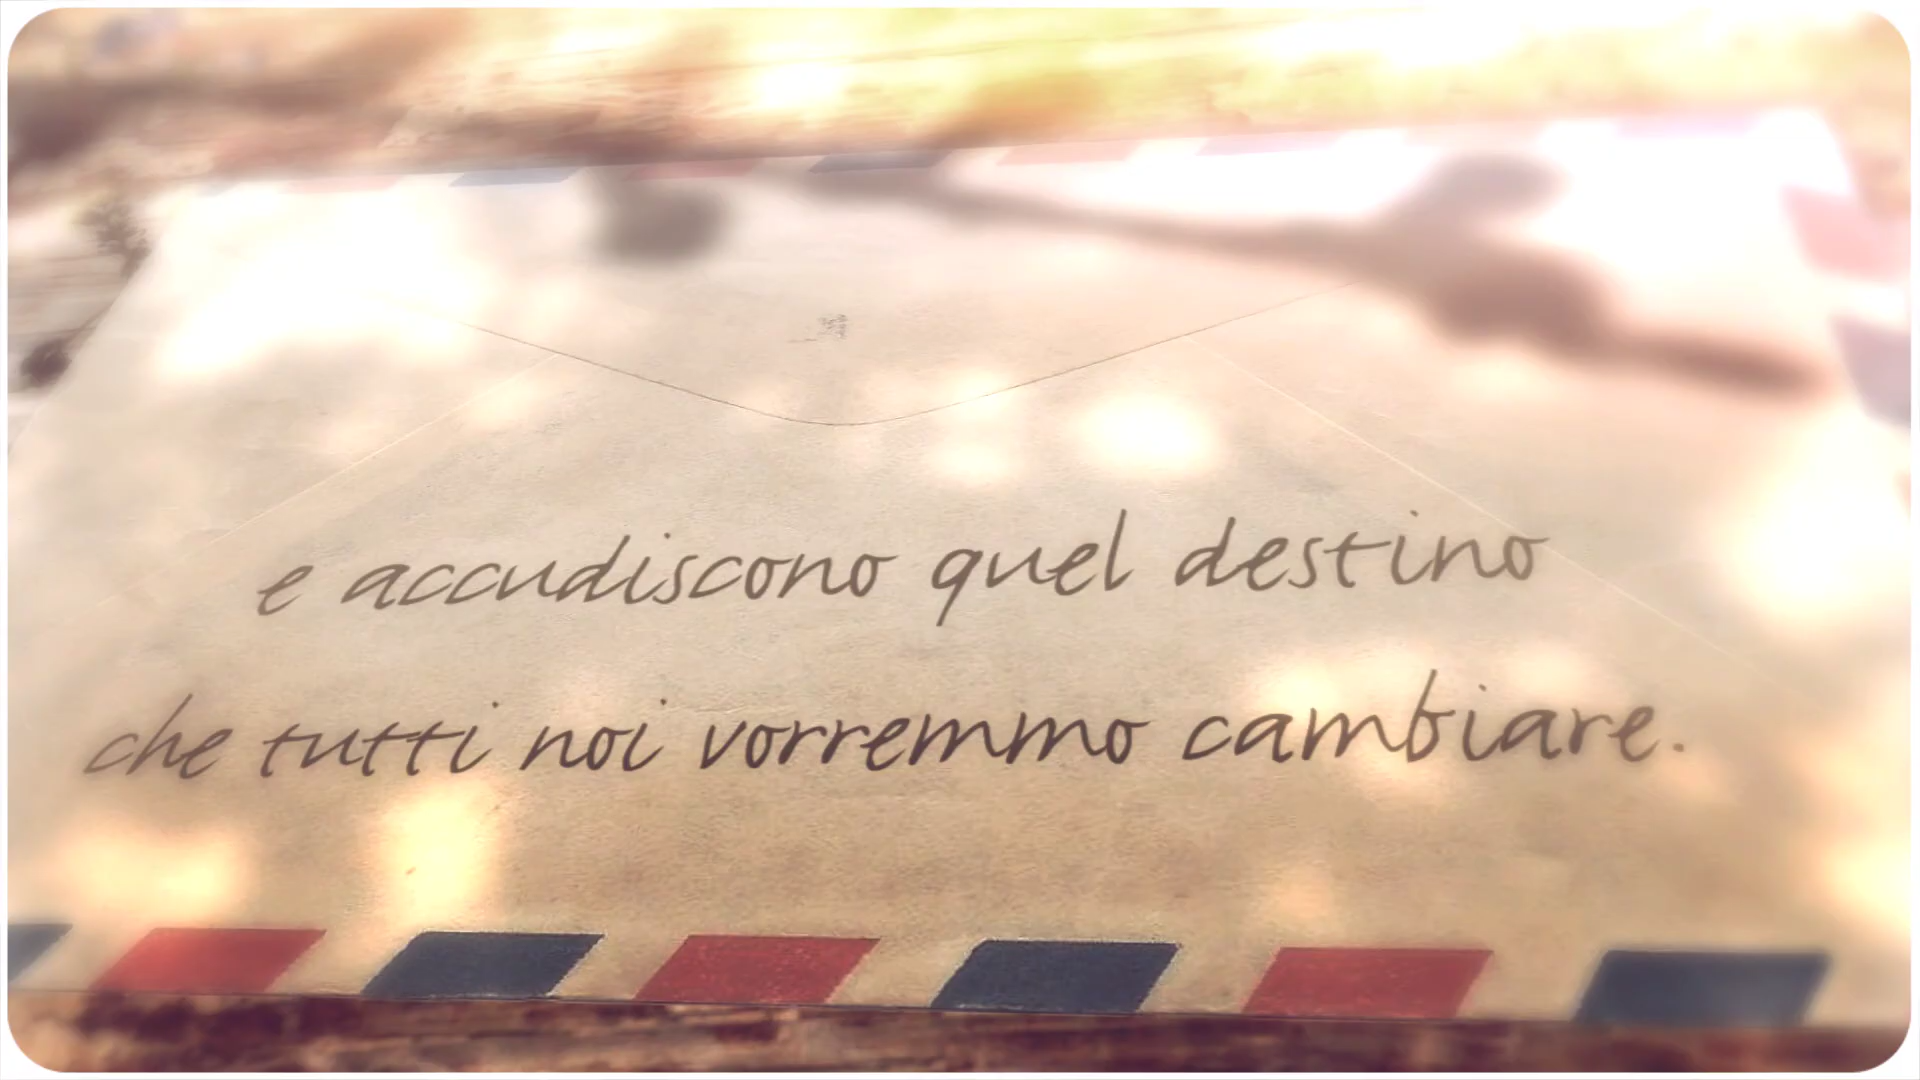 e accudiscono quel destino
che tutti noi vorremmo cambiare.